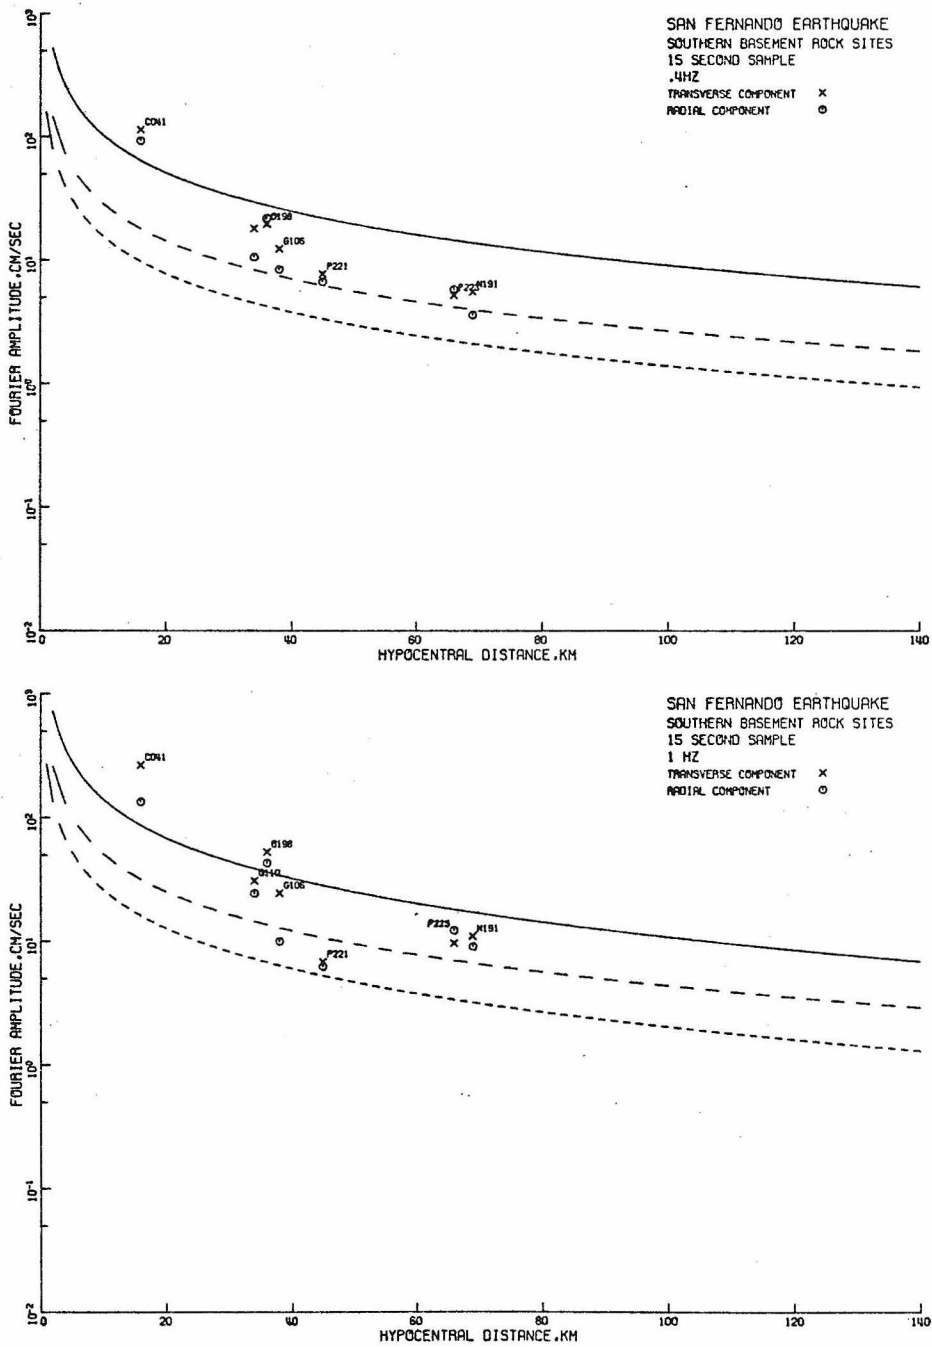 SAN FERNANDO EARTHQUAKE
SOUTHERN BASEMENT ROCK SITES
15 SECOND SAMPLE
.4HZ
TRANSVERSE COMPONENT ×
RADIAL COMPONENT ⊙
FOURIER AMPLITUDE,CM/SEC
10³
10²
10¹
10⁰
10⁻¹
10⁻²
C041
G106
P221
N191
0 20 40 60 80 100 120 140
HYPOCENTRAL DISTANCE,KM
SAN FERNANDO EARTHQUAKE
SOUTHERN BASEMENT ROCK SITES
15 SECOND SAMPLE
1 HZ
TRANSVERSE COMPONENT ×
RADIAL COMPONENT ⊙
FOURIER AMPLITUDE,CM/SEC
10³
10²
10¹
10⁰
10⁻¹
10⁻²
C041
G106
P221
P223
N191
0 20 40 60 80 100 120 140
HYPOCENTRAL DISTANCE,KM